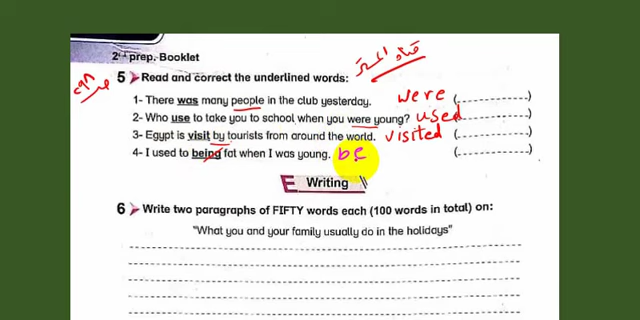 2nd prep. Booklet
قناة المتميز
5 Read and correct the underlined words:
1- There was many people in the club yesterday. were (............)
2- Who use to take you to school when you were young? used (............)
3- Egypt is visit by tourists from around the world. visited (............)
4- I used to being fat when I was young. be (............)
E Writing
6 Write two paragraphs of FIFTY words each (100 words in total) on:
"What you and your family usually do in the holidays"